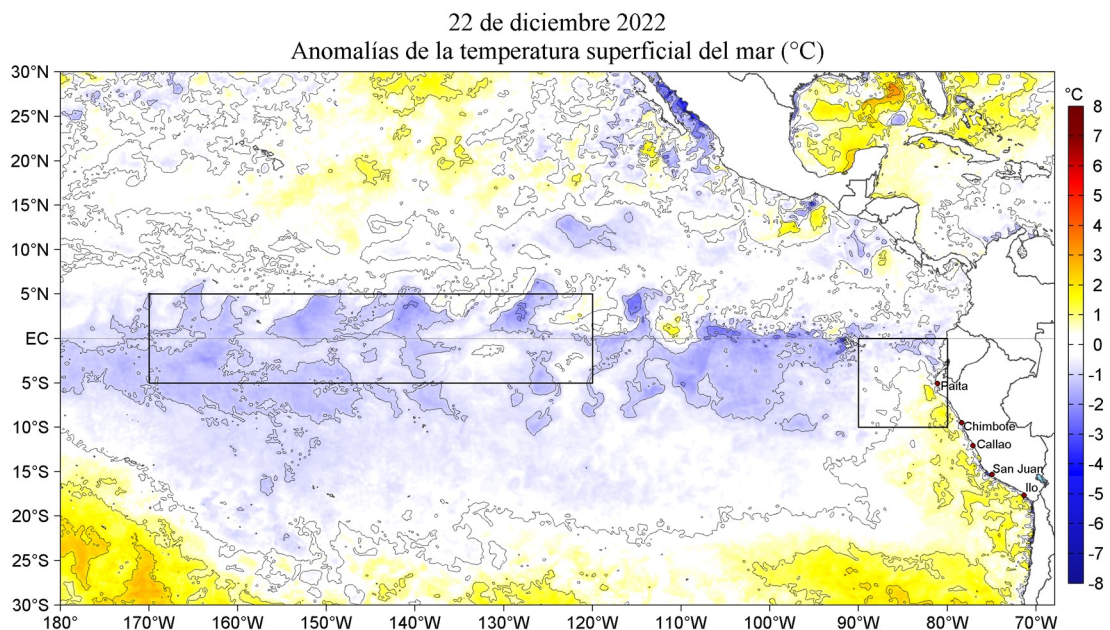 22 de diciembre 2022
Anomalías de la temperatura superficial del mar (°C)
30°N
25°N
20°N
15°N
10°N
5°N
EC
5°S
10°S
15°S
20°S
25°S
30°S
180
170°W
160°W
150°W
140°W
130°W
120°W
110°W
100°W
90°W
80°W
70°W
Paita
Chimbote
Callao
San Juan
Ilo
°C
8
7
6
5
4
3
2
1
0
-1
-2
-3
-4
-5
-6
-7
-8